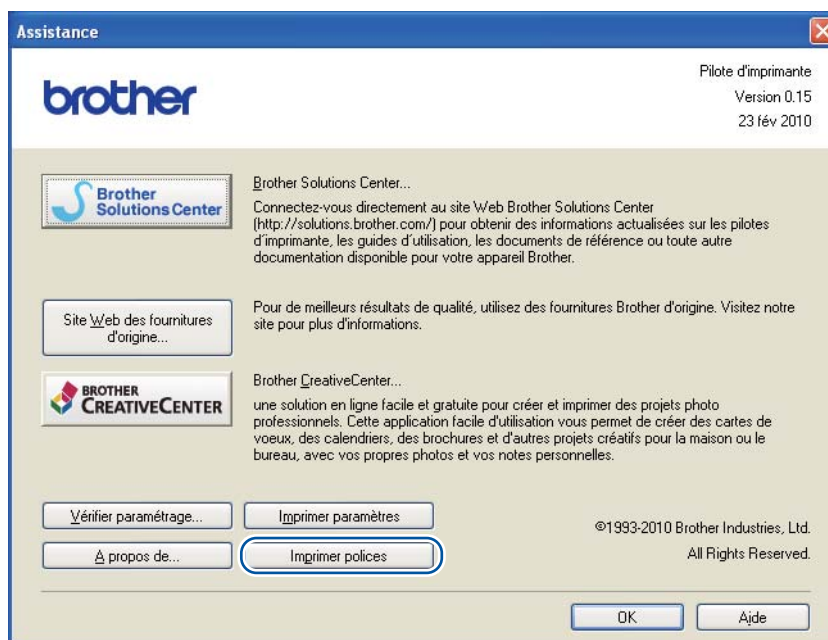 Assistance
brother
Pilote d'imprimante
Version 0.15
23 fév 2010
Brother
Solutions Center
Brother Solutions Center...
Connectez-vous directement au site Web Brother Solutions Center
(http://solutions.brother.com/) pour obtenir des informations actualisées sur les pilotes
d'imprimante, les guides d'utilisation, les documents de référence ou toute autre
documentation disponible pour votre appareil Brother.
Site Web des fournitures
d'origine...
Pour de meilleurs résultats de qualité, utilisez des fournitures Brother d'origine. Visitez notre
site pour plus d'informations.
BROTHER
CREATIVECENTER
Brother CreativeCenter...
une solution en ligne facile et gratuite pour créer et imprimer des projets photo
professionnels. Cette application facile d'utilisation vous permet de créer des cartes de
voeux, des calendriers, des brochures et d'autres projets créatifs pour la maison ou le
bureau, avec vos propres photos et vos notes personnelles.
Vérifier paramétrage...
Imprimer paramètres
A propos de...
Imprimer polices
©1993-2010 Brother Industries, Ltd.
All Rights Reserved.
OK
Aide